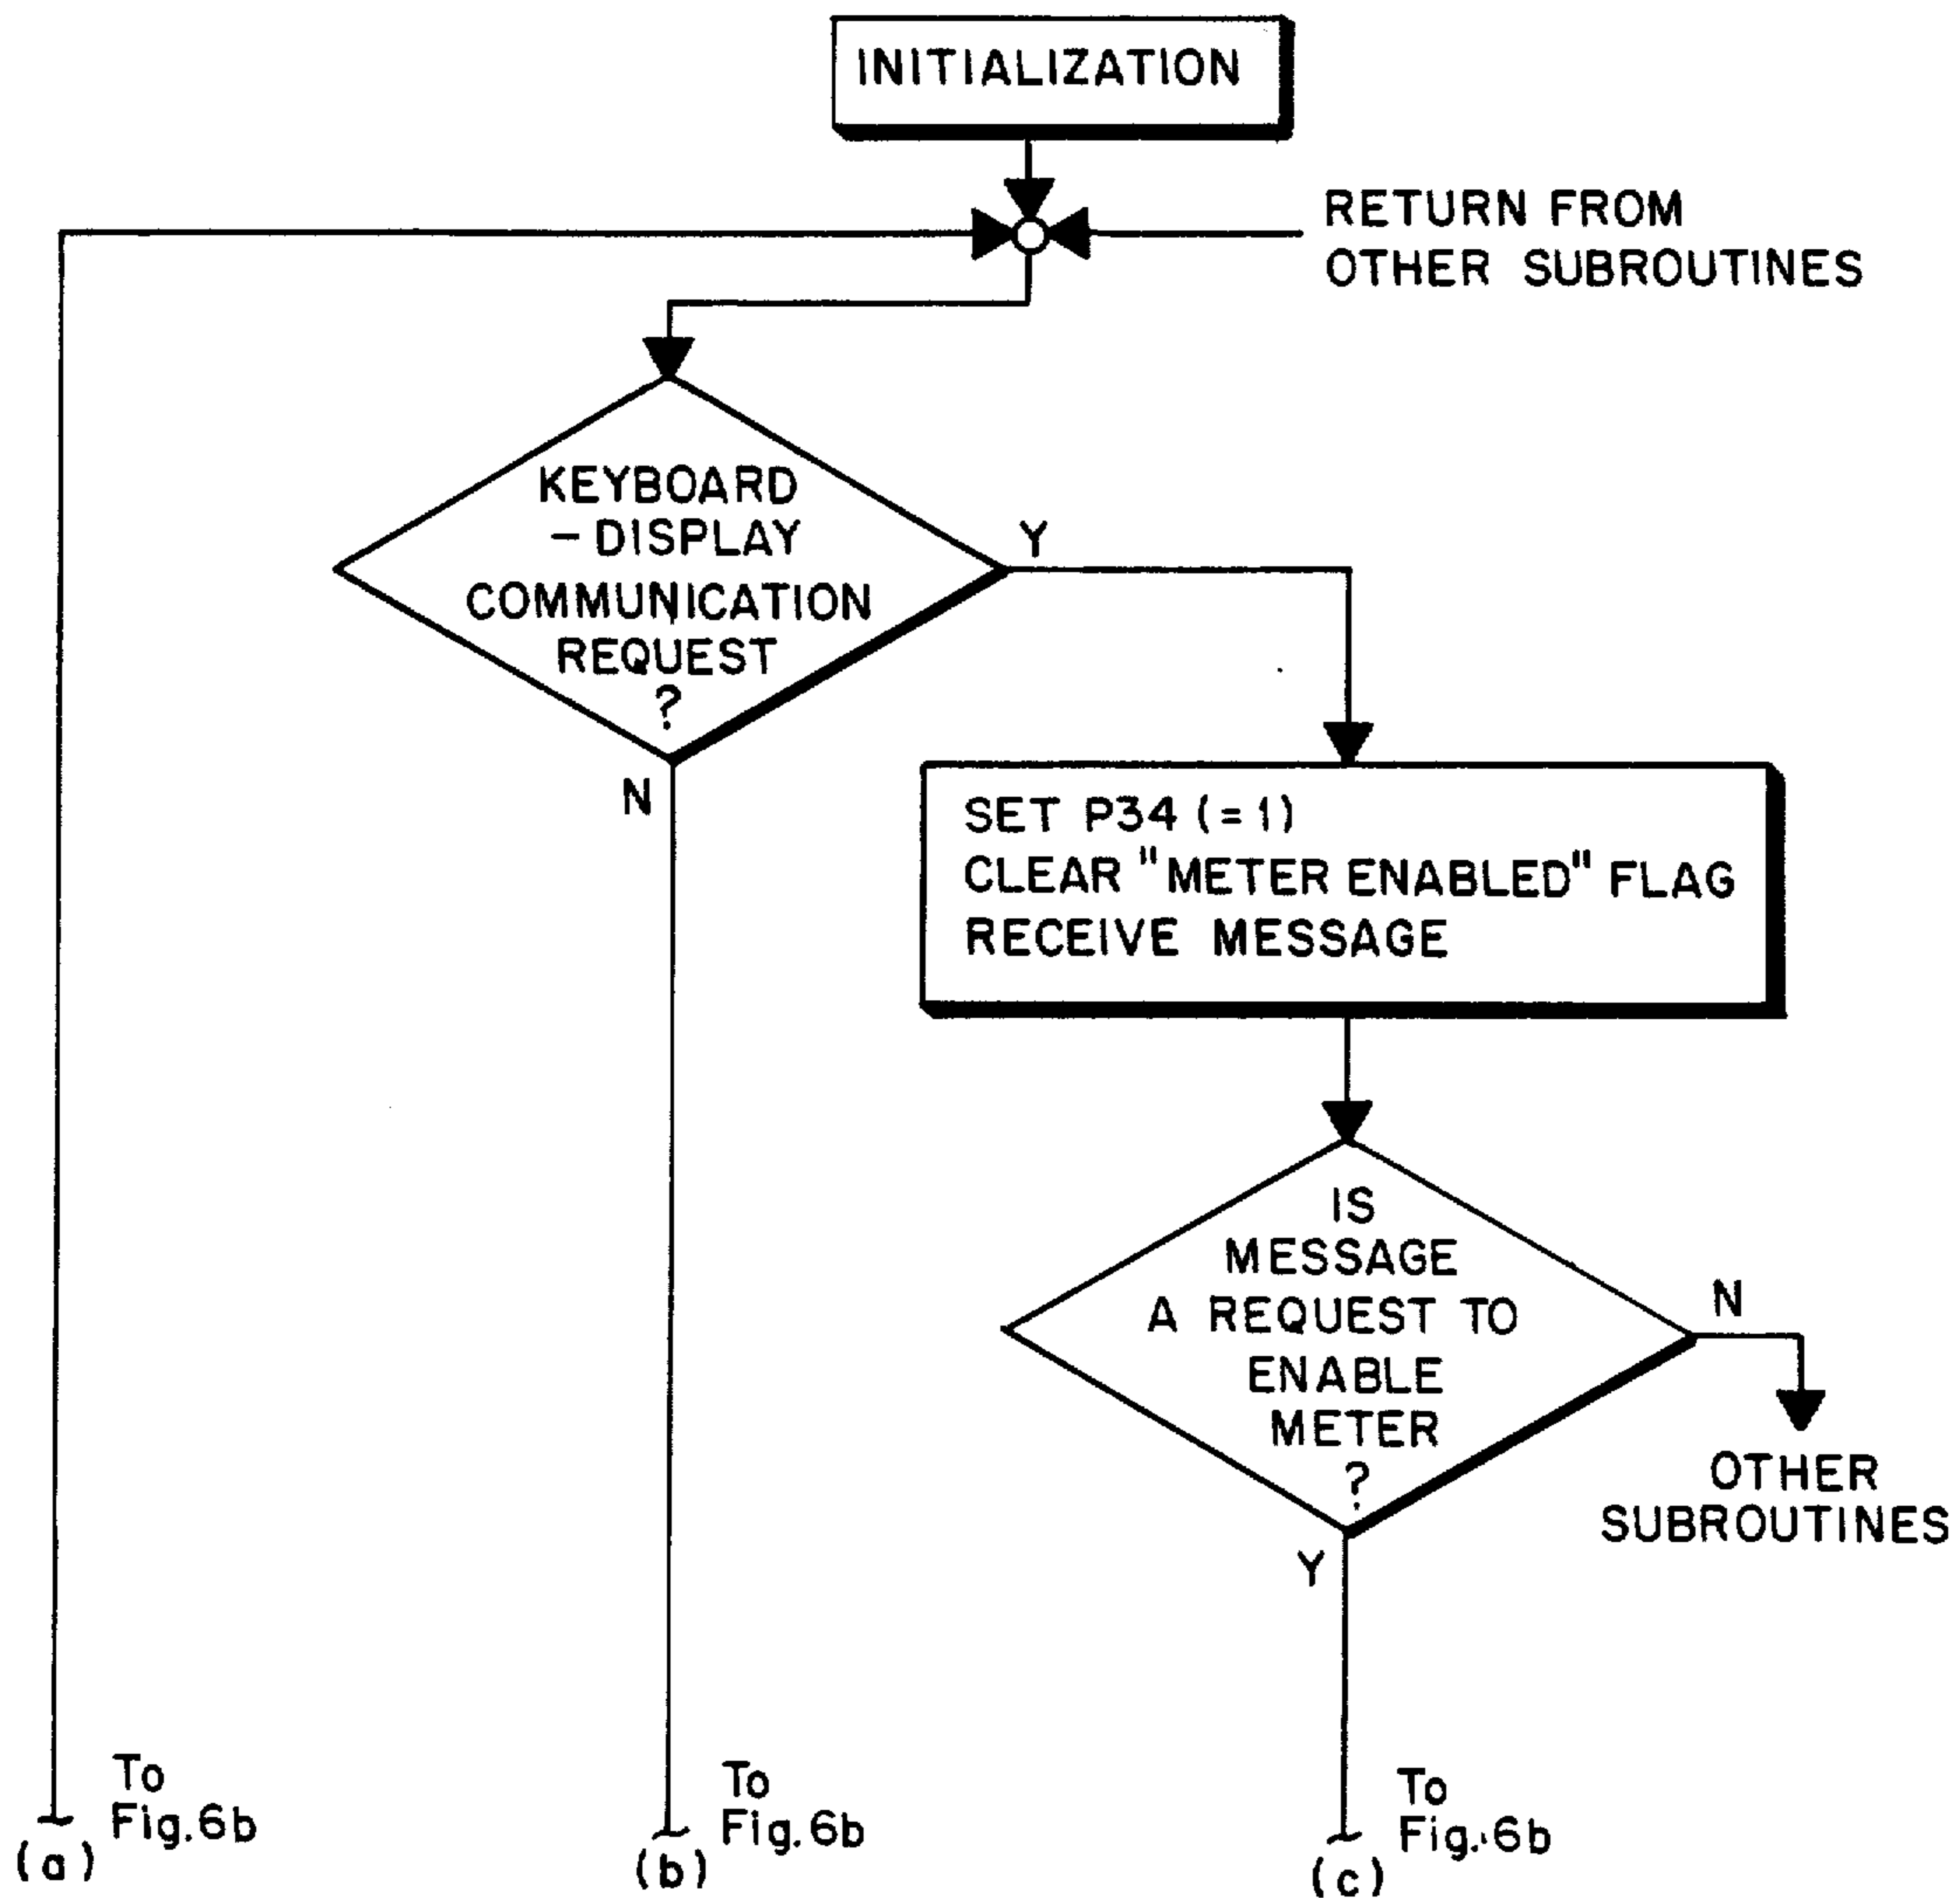 INITIALIZATION
RETURN FROM
OTHER SUBROUTINES
KEYBOARD
- DISPLAY
COMMUNICATION
REQUEST
?
Y
N
SET P34 (= 1)
CLEAR "METER ENABLED" FLAG
RECEIVE MESSAGE
IS
MESSAGE
A REQUEST TO
ENABLE
METER
?
N
OTHER
SUBROUTINES
Y
To
Fig. 6b
(a)
To
Fig. 6b
(b)
To
Fig. 6b
(c)